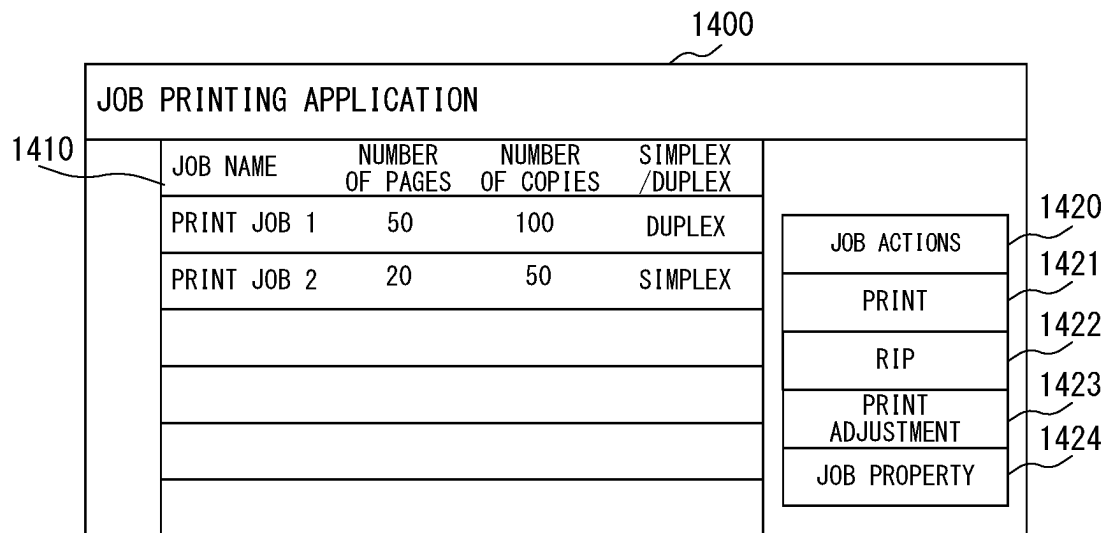 1400
JOB PRINTING APPLICATION
1410
JOB NAME
NUMBER
OF PAGES
NUMBER
OF COPIES
SIMPLEX
/DUPLEX
PRINT JOB 1 50 100 DUPLEX
PRINT JOB 2 20 50 SIMPLEX
JOB ACTIONS
1420
PRINT
1421
RIP
1422
PRINT
ADJUSTMENT
1423
JOB PROPERTY
1424